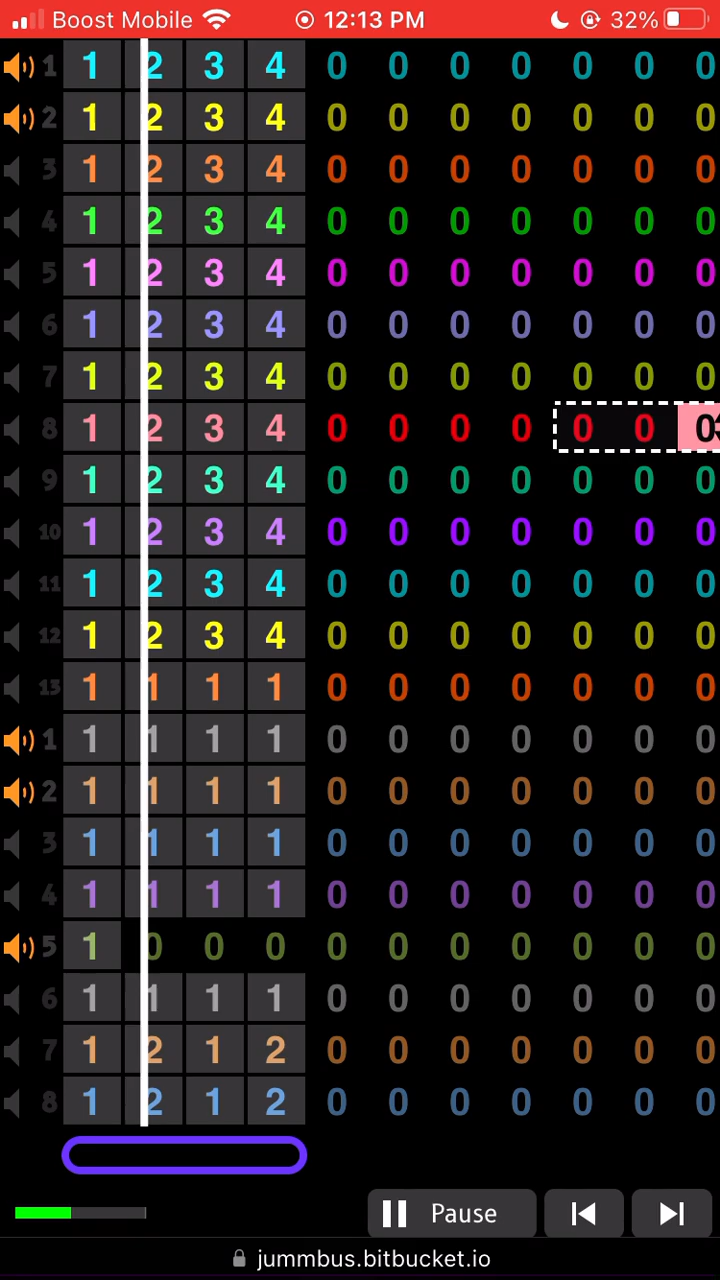 Boost Mobile 12:13 PM 32%
1 1 2 3 4 0 0 0 0 0 0 0
2 1 2 3 4 0 0 0 0 0 0 0
3 1 2 3 4 0 0 0 0 0 0 0
4 1 2 3 4 0 0 0 0 0 0 0
5 1 2 3 4 0 0 0 0 0 0 0
6 1 2 3 4 0 0 0 0 0 0 0
7 1 2 3 4 0 0 0 0 0 0 0
8 1 2 3 4 0 0 0 0 0 0 0
9 1 2 3 4 0 0 0 0 0 0 0
10 1 2 3 4 0 0 0 0 0 0 0
11 1 2 3 4 0 0 0 0 0 0 0
12 1 2 3 4 0 0 0 0 0 0 0
13 1 1 1 1 0 0 0 0 0 0 0
1 1 1 1 1 0 0 0 0 0 0 0
2 1 1 1 1 0 0 0 0 0 0 0
3 1 1 1 1 0 0 0 0 0 0 0
4 1 1 1 1 0 0 0 0 0 0 0
5 1 0 0 0 0 0 0 0 0 0 0
6 1 1 1 1 0 0 0 0 0 0 0
7 1 2 1 2 0 0 0 0 0 0 0
8 1 2 1 2 0 0 0 0 0 0 0
Pause
jummbus.bitbucket.io